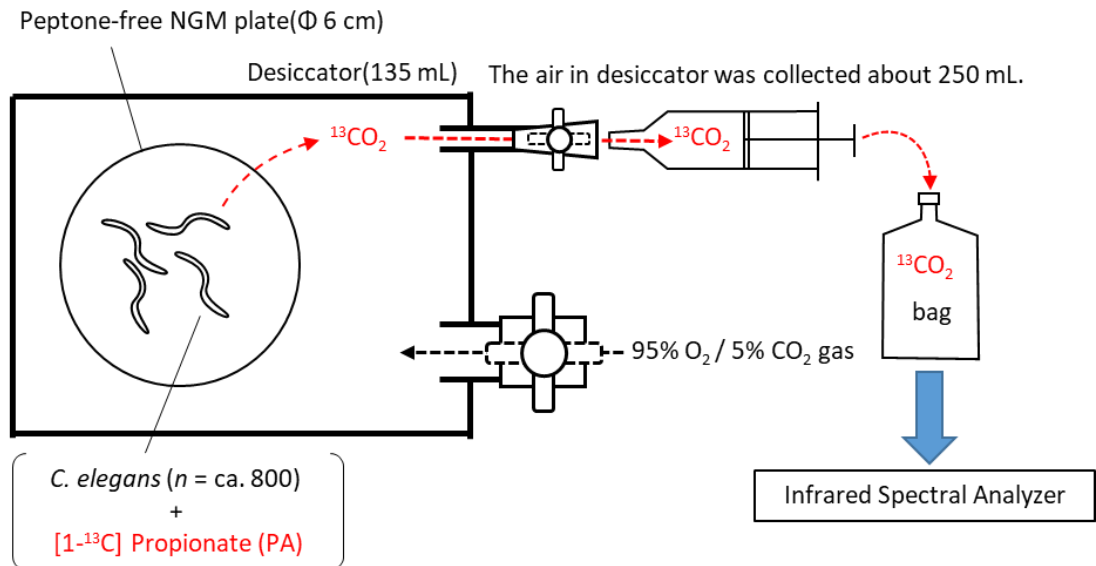 Peptone-free NGM plate(Φ 6 cm)
Desiccator(135 mL)
The air in desiccator was collected about 250 mL.
¹³CO₂
¹³CO₂
¹³CO₂
bag
95% O₂ / 5% CO₂ gas
C. elegans (n = ca. 800)
+
[1-¹³C] Propionate (PA)
Infrared Spectral Analyzer